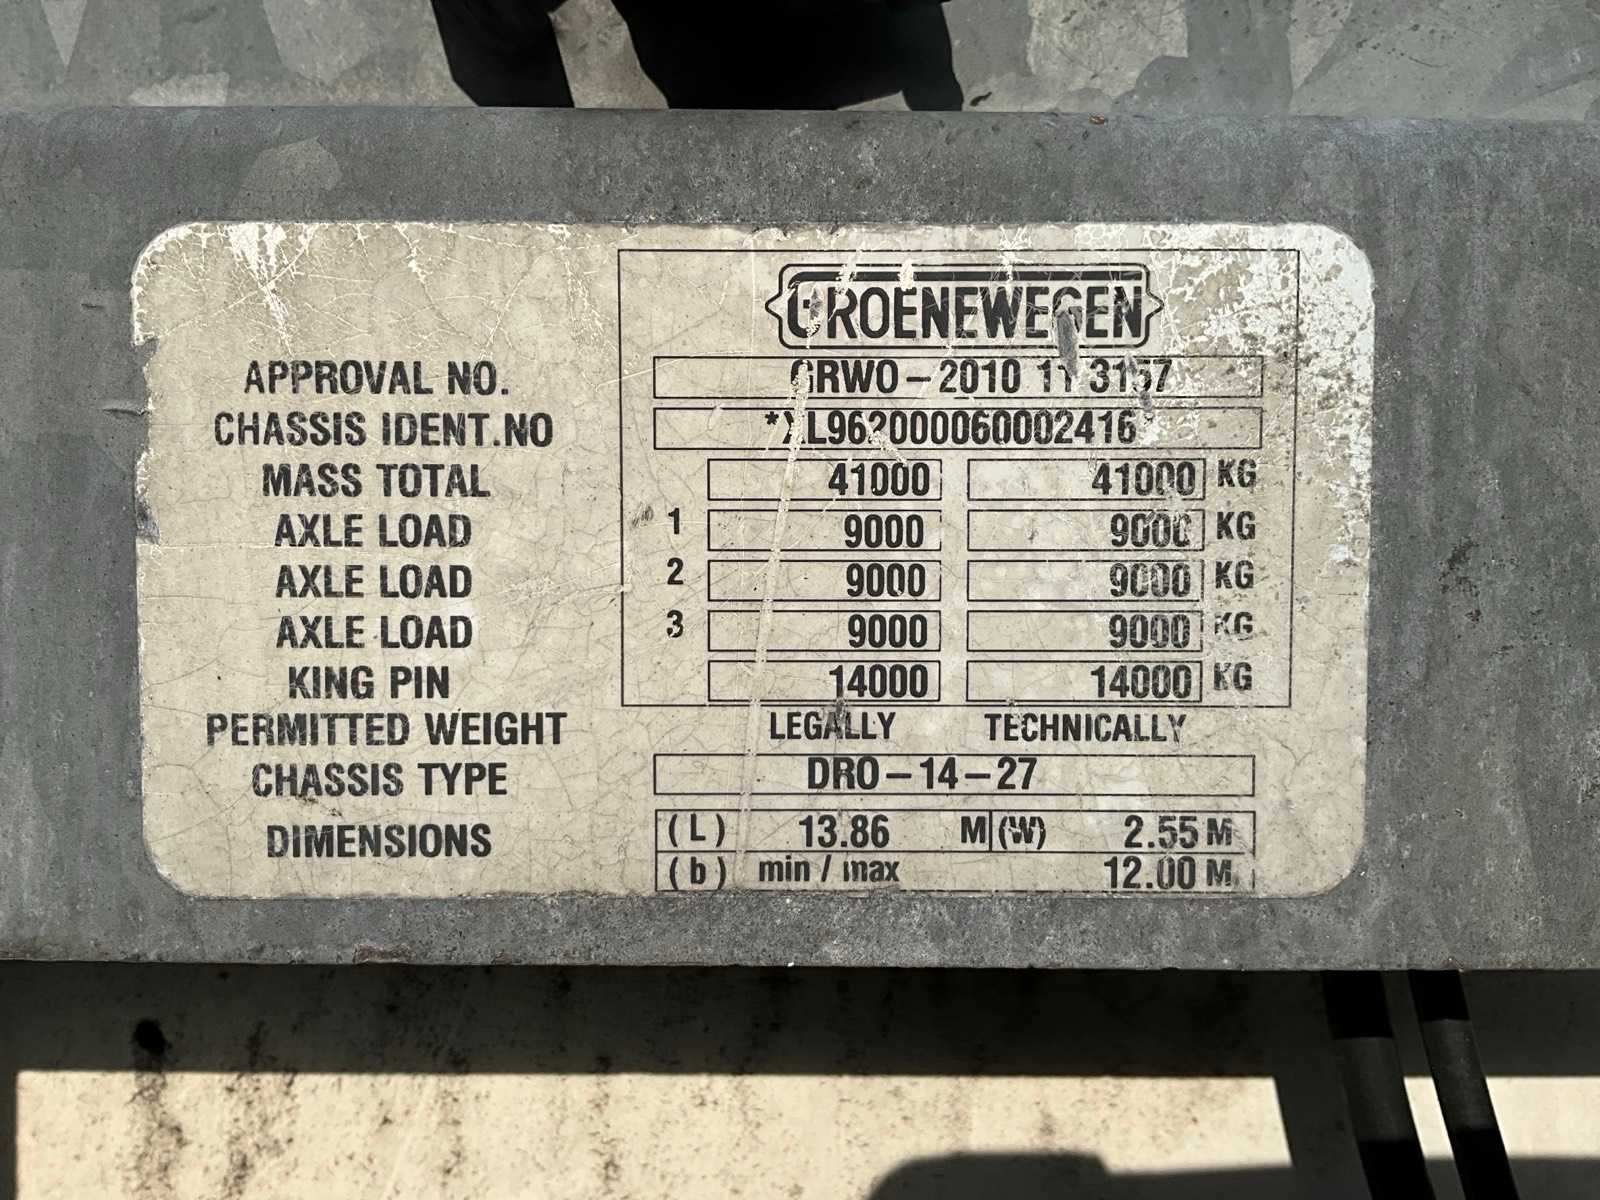 GROENEWEGEN
APPROVAL NO. GRWO-2010 11 3157
CHASSIS IDENT.NO *XL962000060002416*
MASS TOTAL 41000 41000 KG
AXLE LOAD 1 9000 9000 KG
AXLE LOAD 2 9000 9000 KG
AXLE LOAD 3 9000 9000 KG
KING PIN 14000 14000 KG
PERMITTED WEIGHT LEGALLY TECHNICALLY
CHASSIS TYPE DRO-14-27
DIMENSIONS (L) 13.86 M (W) 2.55 M
(b) min / max 12.00 M